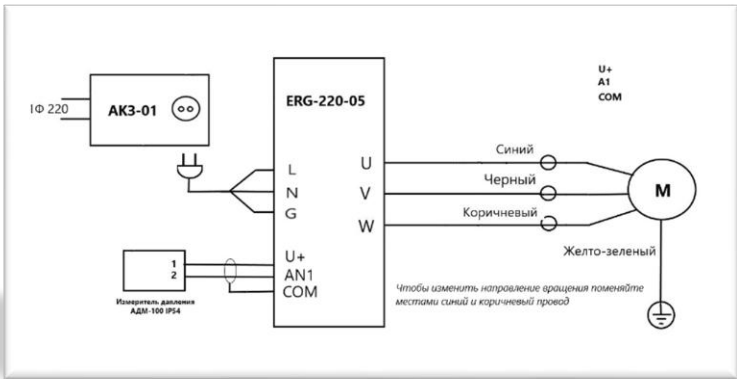 U+
A1
COM
1Ф 220
АКЗ-01
ERG-220-05
L
N
G
U
V
W
Синий
Черный
Коричневый
М
Желто-зеленый
1
2
U+
AN1
COM
Измеритель давления
АДМ-100 IP54
Чтобы изменить направление вращения поменяйте
местами синий и коричневый провод